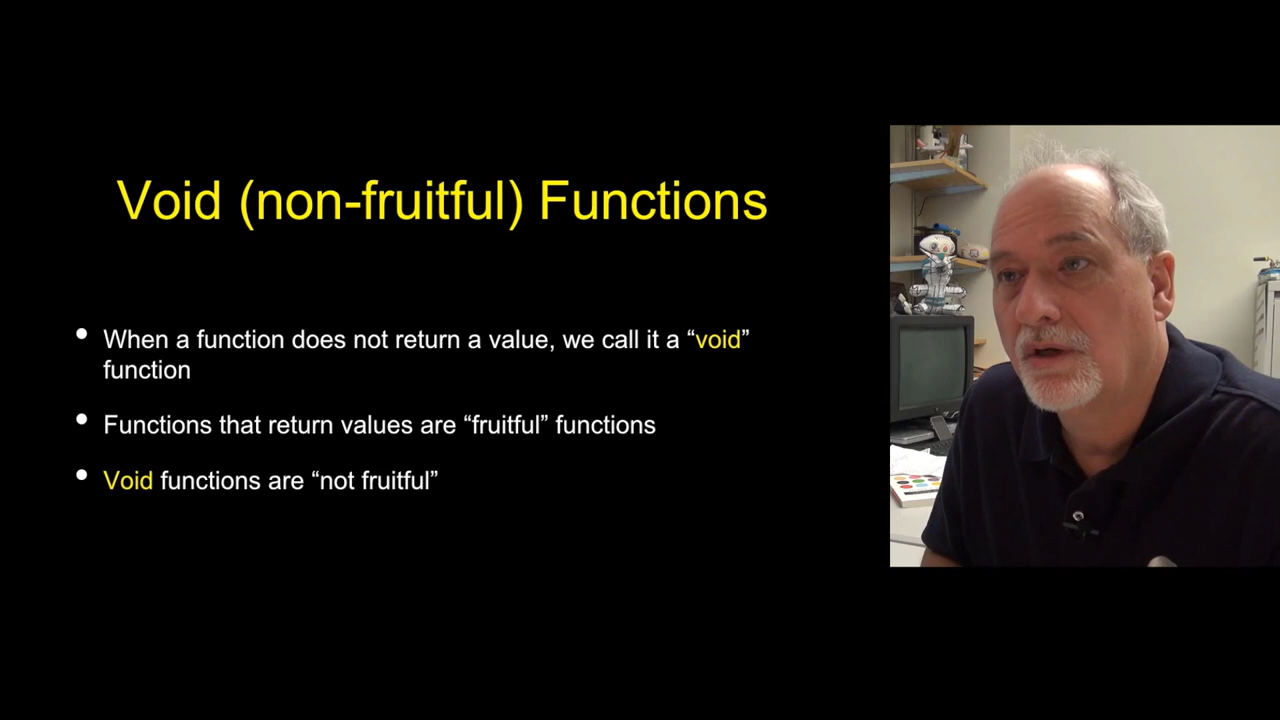 Void (non-fruitful) Functions
• When a function does not return a value, we call it a “void”
function
• Functions that return values are “fruitful” functions
• Void functions are “not fruitful”